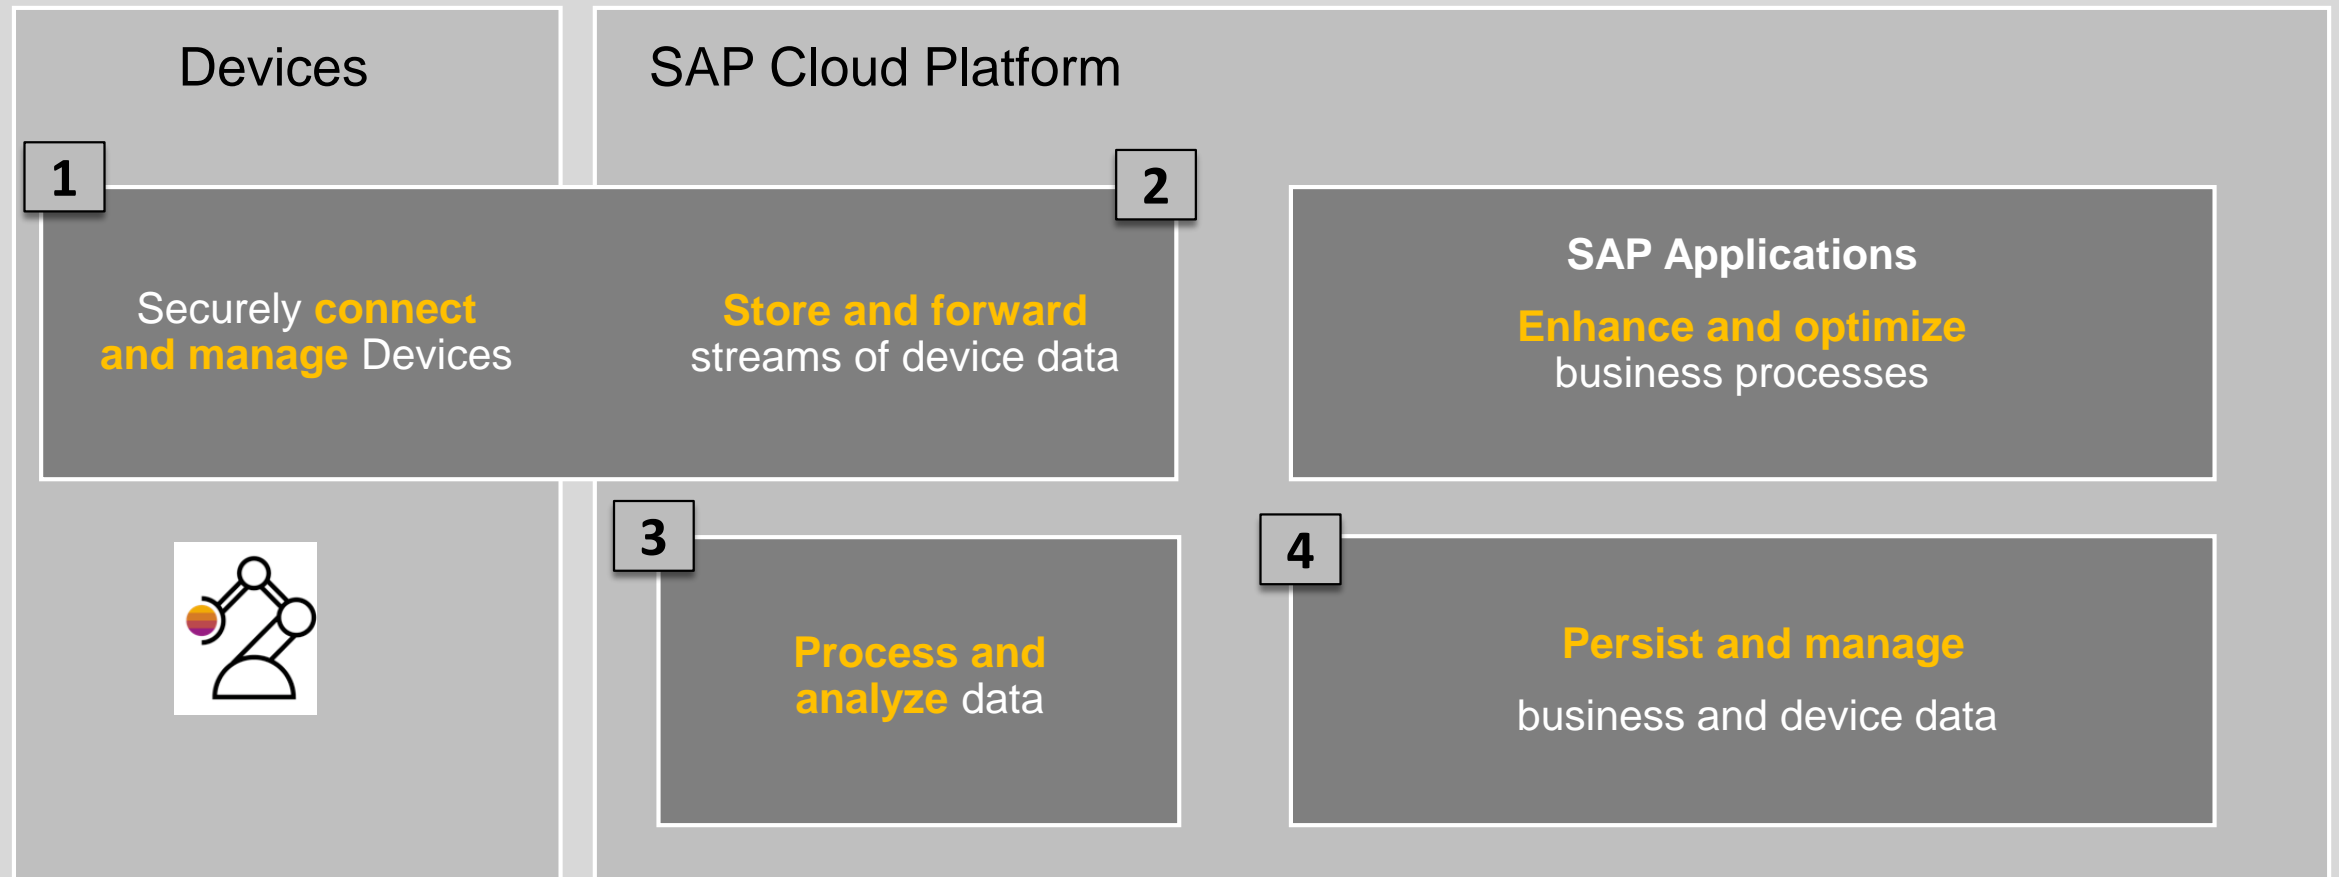 Devices
SAP Cloud Platform
1
2
Securely connect
and manage Devices
Store and forward
streams of device data
SAP Applications
Enhance and optimize
business processes
3
Process and
analyze data
4
Persist and manage
business and device data